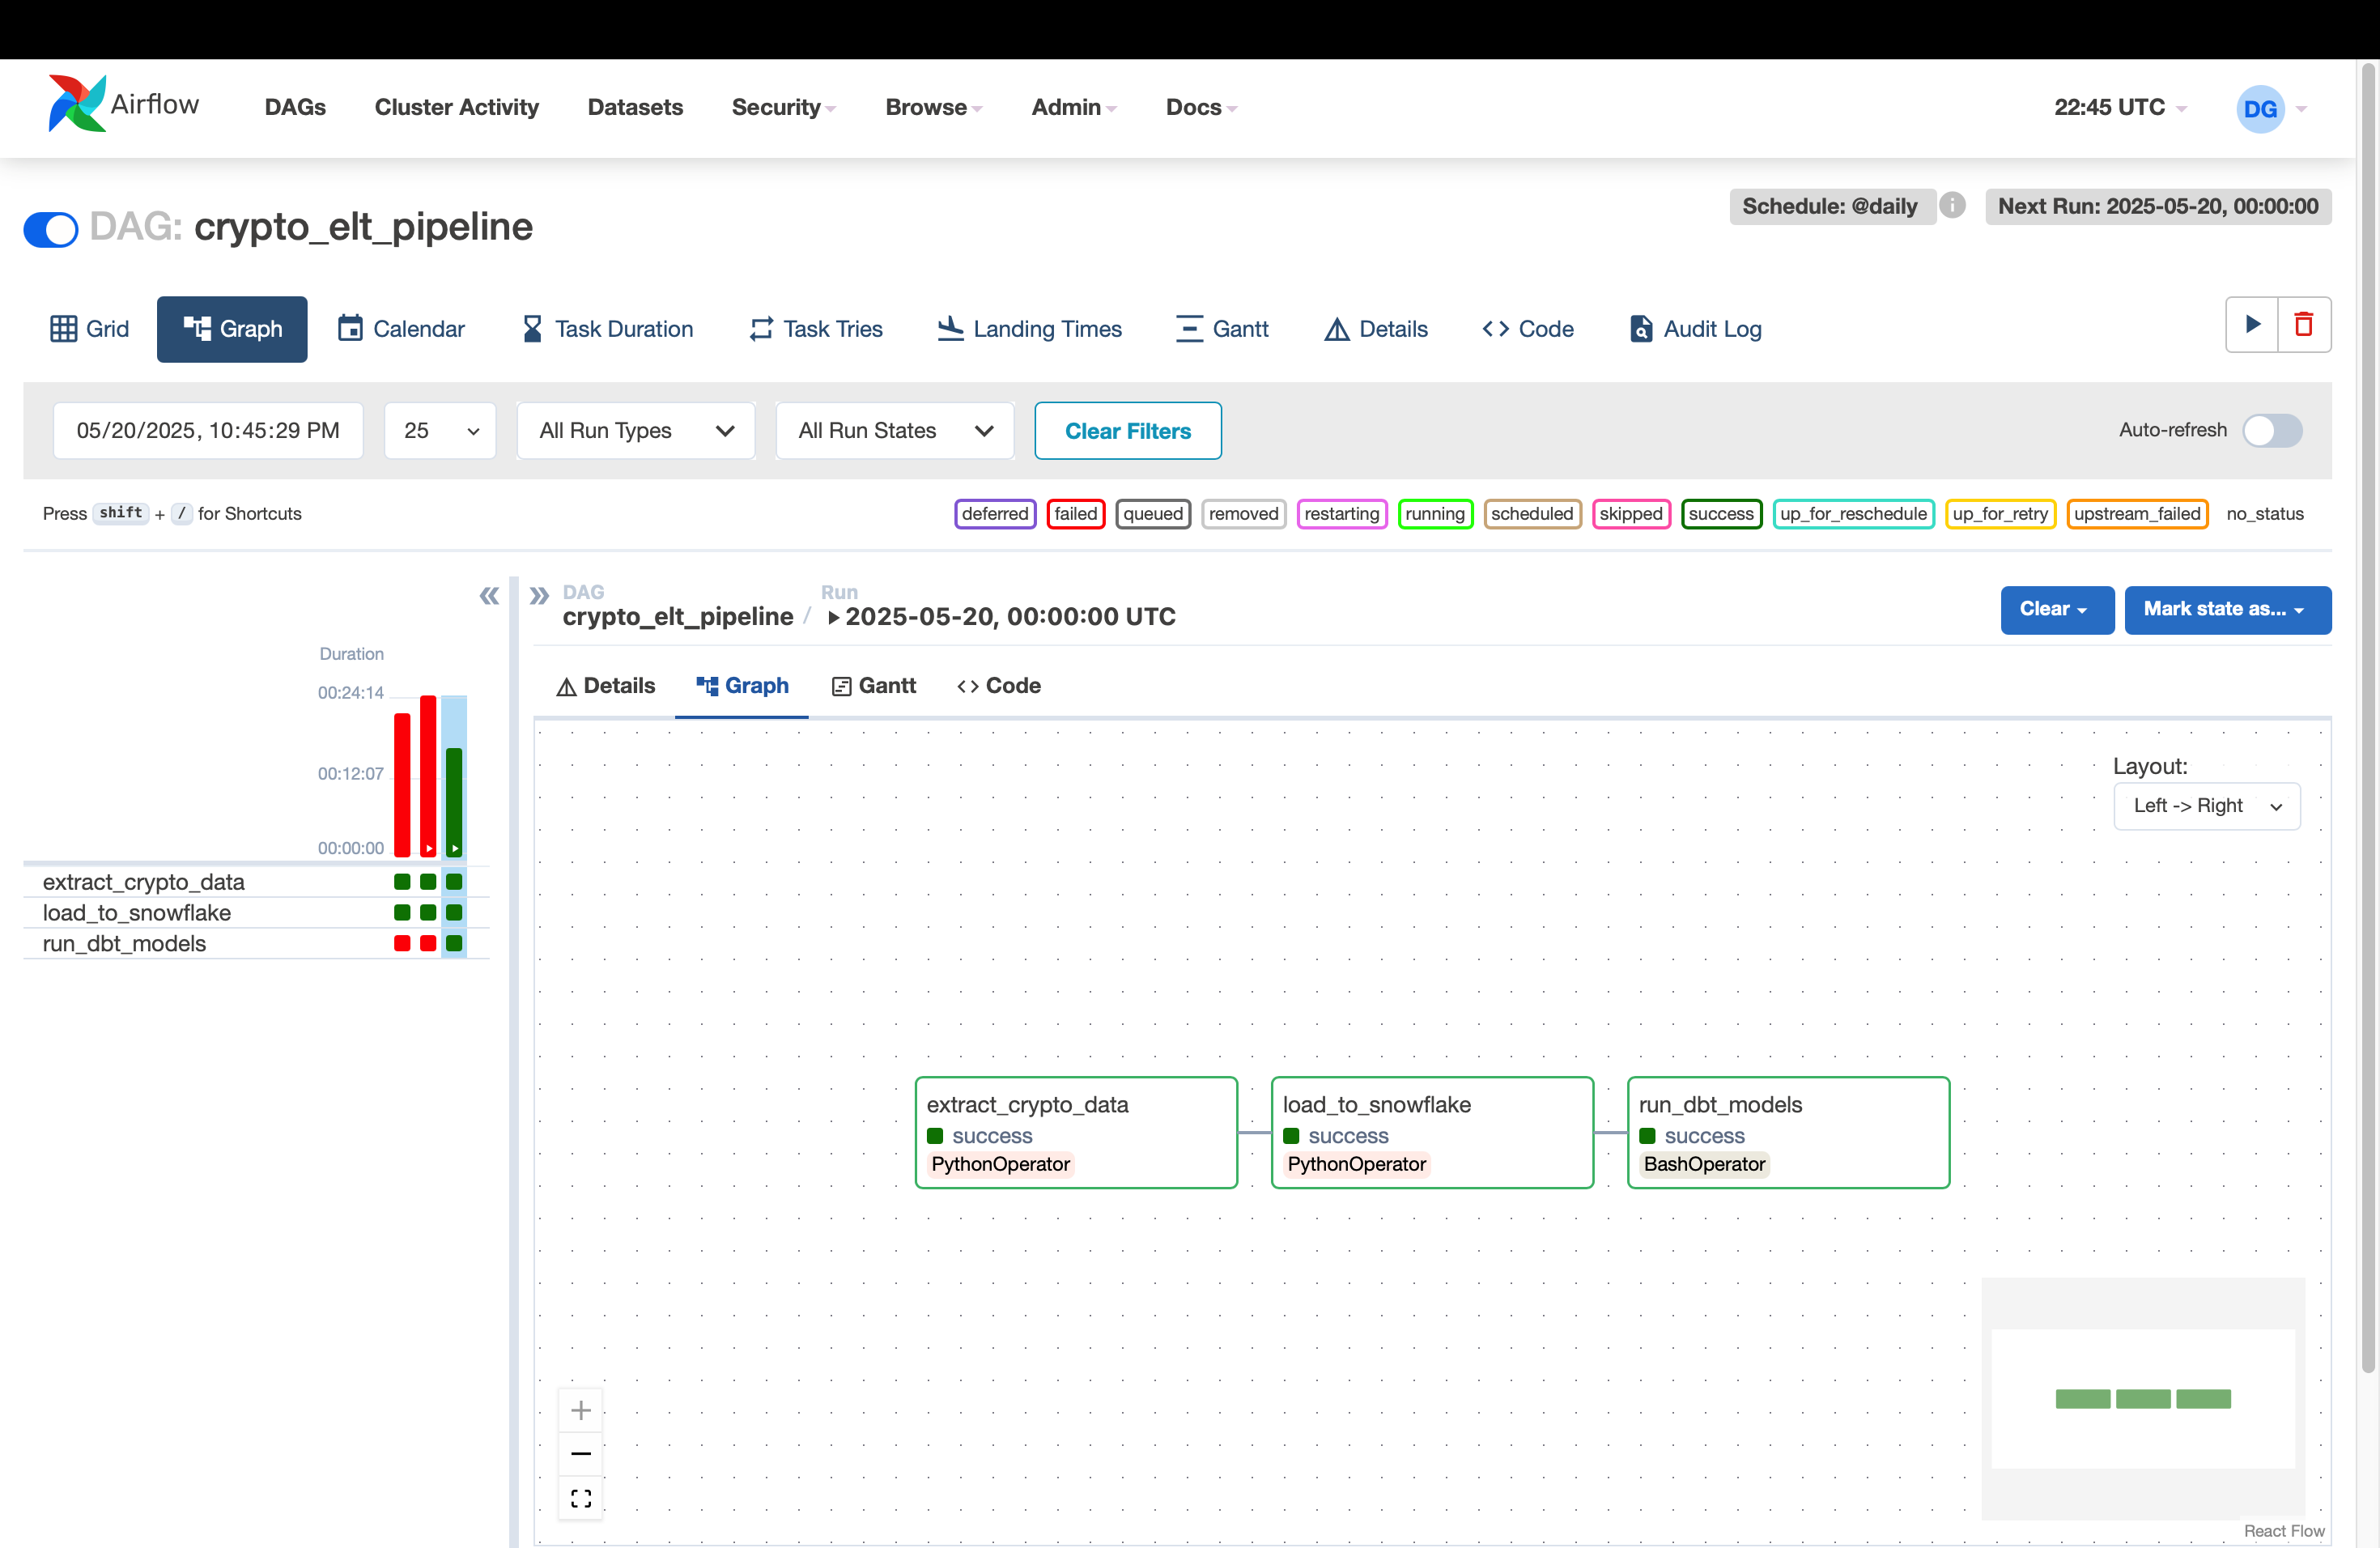 Airflow DAGs Cluster Activity Datasets Security Browse Admin Docs 22:45 UTC DG
Schedule: @daily i Next Run: 2025-05-20, 00:00:00
DAG: crypto_elt_pipeline
Grid Graph Calendar Task Duration Task Tries Landing Times Gantt Details Code Audit Log
05/20/2025, 10:45:29 PM 25 All Run Types All Run States Clear Filters Auto-refresh
Press shift + / for Shortcuts deferred failed queued removed restarting running scheduled skipped success up_for_reschedule up_for_retry upstream_failed no_status
DAG Run
crypto_elt_pipeline / 2025-05-20, 00:00:00 UTC Clear Mark state as...
Duration
00:24:14
00:12:07
00:00:00
extract_crypto_data
load_to_snowflake
run_dbt_models
Details Graph Gantt Code
Layout:
Left -> Right
extract_crypto_data
success
PythonOperator
load_to_snowflake
success
PythonOperator
run_dbt_models
success
BashOperator
React Flow